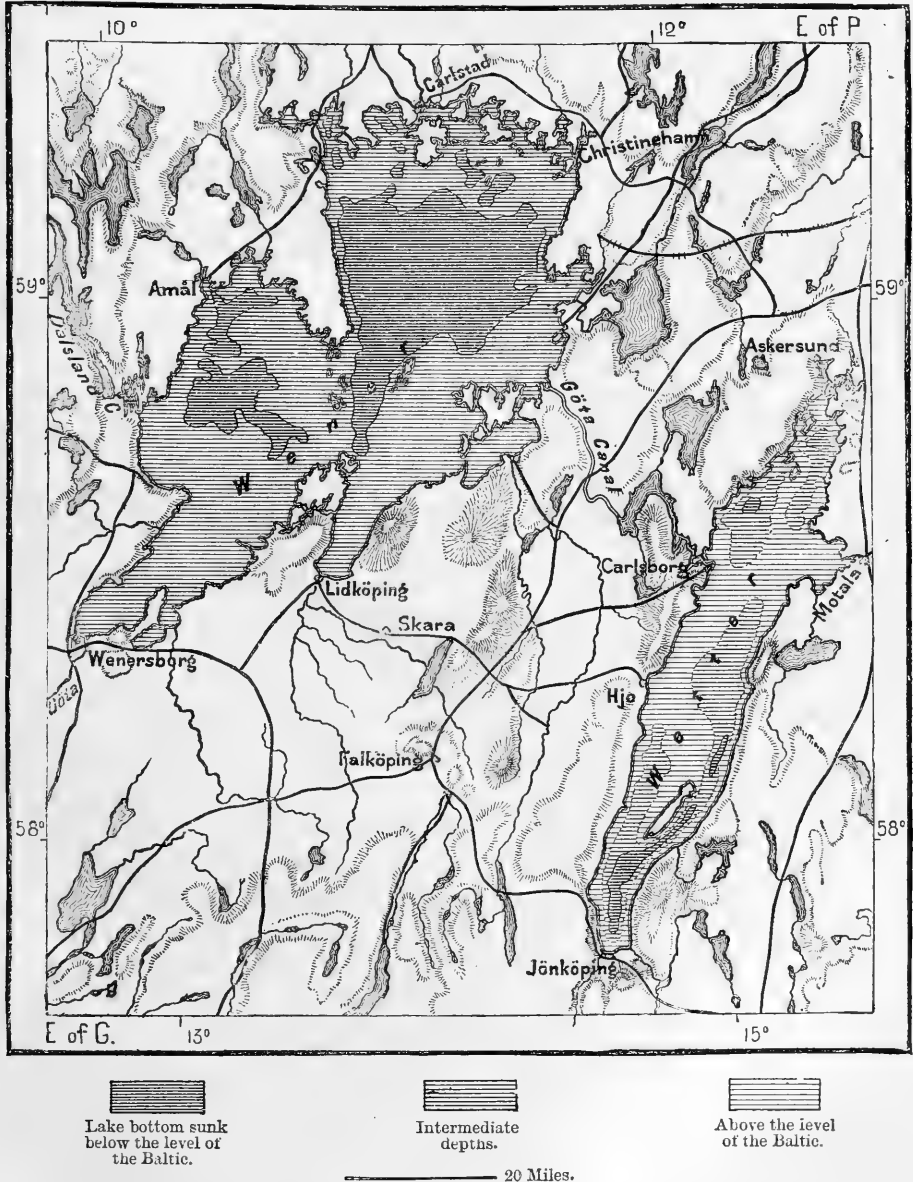 10° 12° E of P
Carlstad
Christinehamn
59° Amål 59°
Askersund
Dalsland C.
Göta Canal
W e n e r
Carlsborg
Motala
Lidköping
Skara
Wenersborg
Göta
Hjo
Falköping
W e t t e r
58° 58°
Jönköping
E of G. 13° 15°
Lake bottom sunk
below the level of
the Baltic.
Intermediate
depths.
Above the level
of the Baltic.
20 Miles.